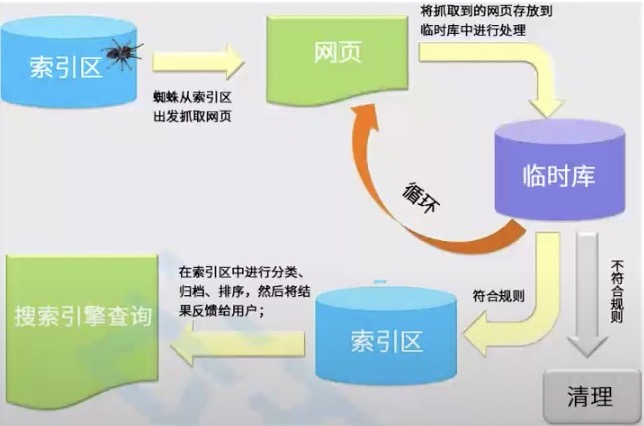 索引区
蜘蛛从索引区
出发抓取网页
网页
将抓取到的网页存放到
临时库中进行处理
临时库
循环
符合规则
不符合规则
清理
索引区
在索引区中进行分类、
归档、排序，然后将结
果反馈给用户；
搜索引擎查询